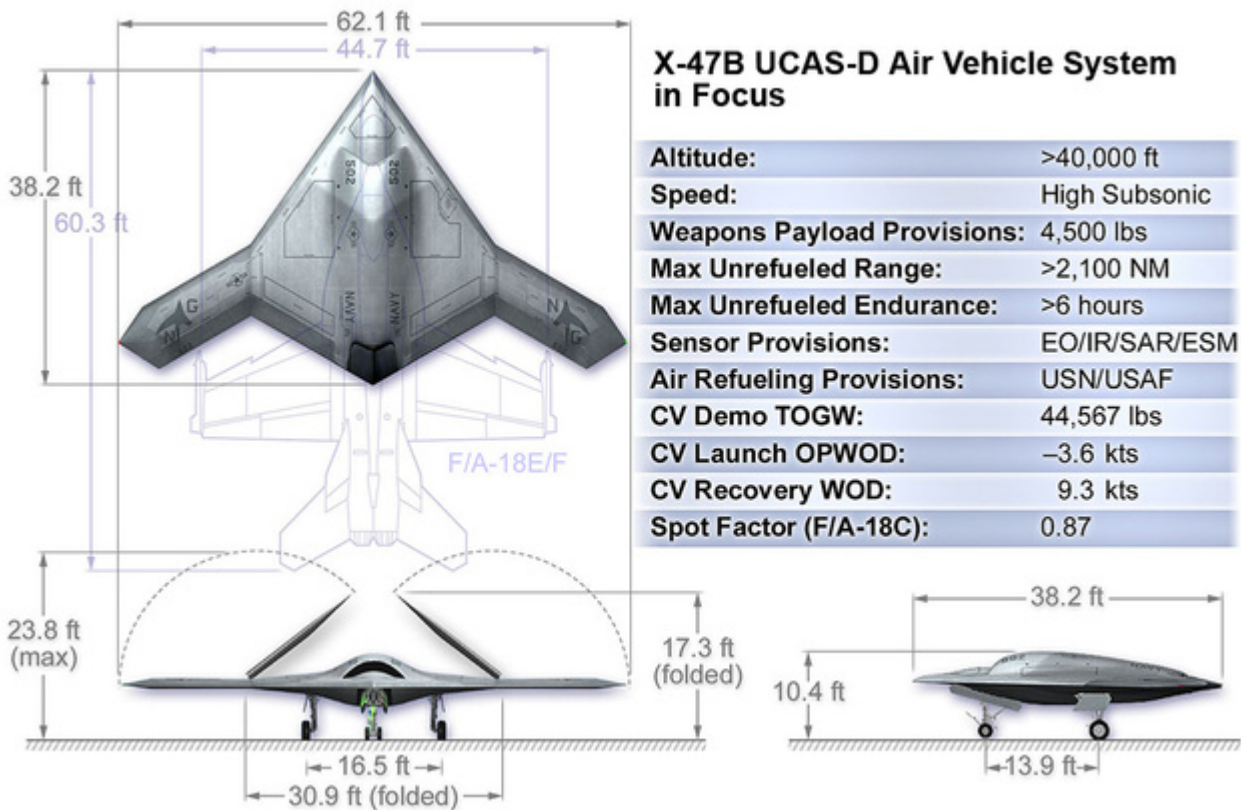 62.1 ft
44.7 ft
38.2 ft
60.3 ft
502
502
NAVY
NAVY
G
N
N
G
F/A-18E/F
X-47B UCAS-D Air Vehicle System
in Focus
Altitude: >40,000 ft
Speed: High Subsonic
Weapons Payload Provisions: 4,500 lbs
Max Unrefueled Range: >2,100 NM
Max Unrefueled Endurance: >6 hours
Sensor Provisions: EO/IR/SAR/ESM
Air Refueling Provisions: USN/USAF
CV Demo TOGW: 44,567 lbs
CV Launch OPWOD: –3.6 kts
CV Recovery WOD: 9.3 kts
Spot Factor (F/A-18C): 0.87
23.8 ft
(max)
17.3 ft
(folded)
16.5 ft
30.9 ft (folded)
38.2 ft
10.4 ft
13.9 ft